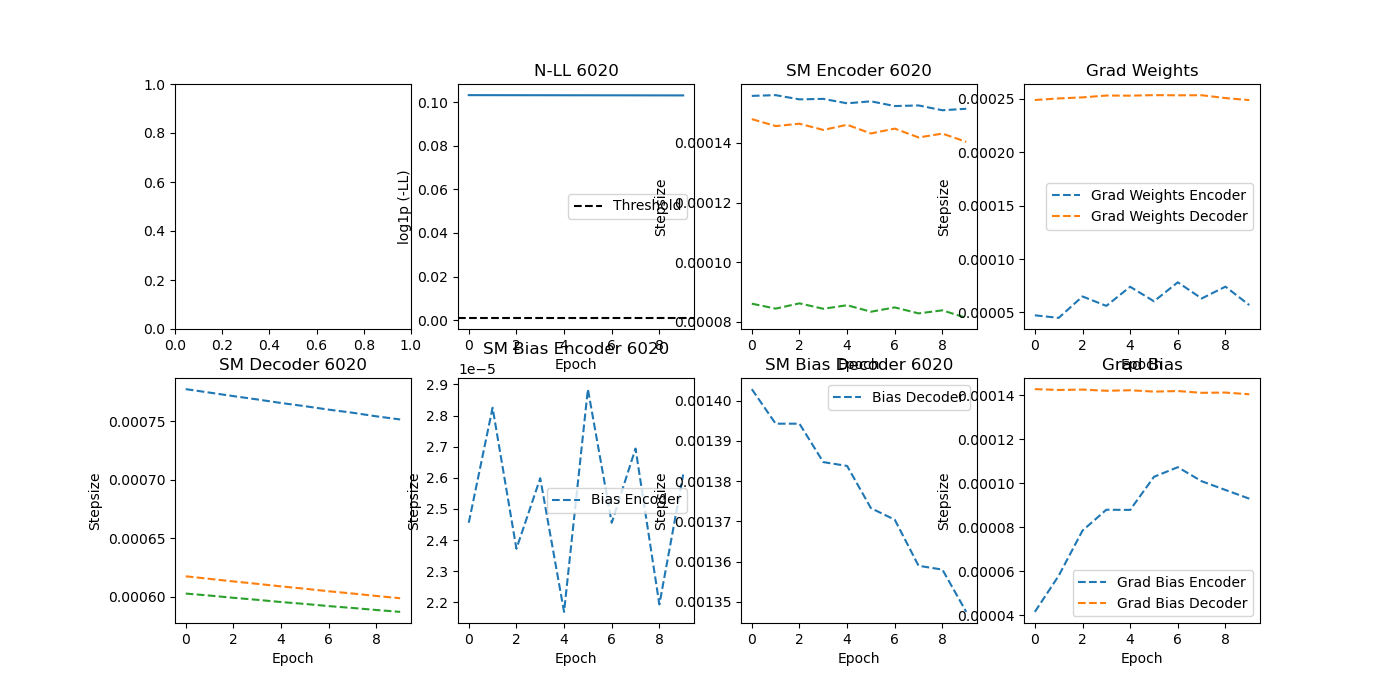 1.0
0.8
0.6
0.4
0.2
0.0
0.0 0.2 0.4 0.6 0.8 1.0
N-LL 6020
log1p (-LL)
0.10
0.08
0.06
0.04
0.02
0.00
Threshold
0 2 4 6 8
Epoch
SM Encoder 6020
Stepsize
0.00014
0.00012
0.00010
0.00008
0 2 4 6 8
Epoch
Grad Weights
Stepsize
0.00025
0.00020
0.00015
0.00010
0.00005
Grad Weights Encoder
Grad Weights Decoder
0 2 4 6 8
Epoch
SM Decoder 6020
Stepsize
0.00075
0.00070
0.00065
0.00060
0 2 4 6 8
Epoch
SM Bias Encoder 6020
1e−5
Stepsize
2.9
2.8
2.7
2.6
2.5
2.4
2.3
2.2
Bias Encoder
0 2 4 6 8
Epoch
SM Bias Decoder 6020
Stepsize
0.00140
0.00139
0.00138
0.00137
0.00136
0.00135
Bias Decoder
0 2 4 6 8
Epoch
Grad Bias
Stepsize
0.00014
0.00012
0.00010
0.00008
0.00006
0.00004
Grad Bias Encoder
Grad Bias Decoder
0 2 4 6 8
Epoch